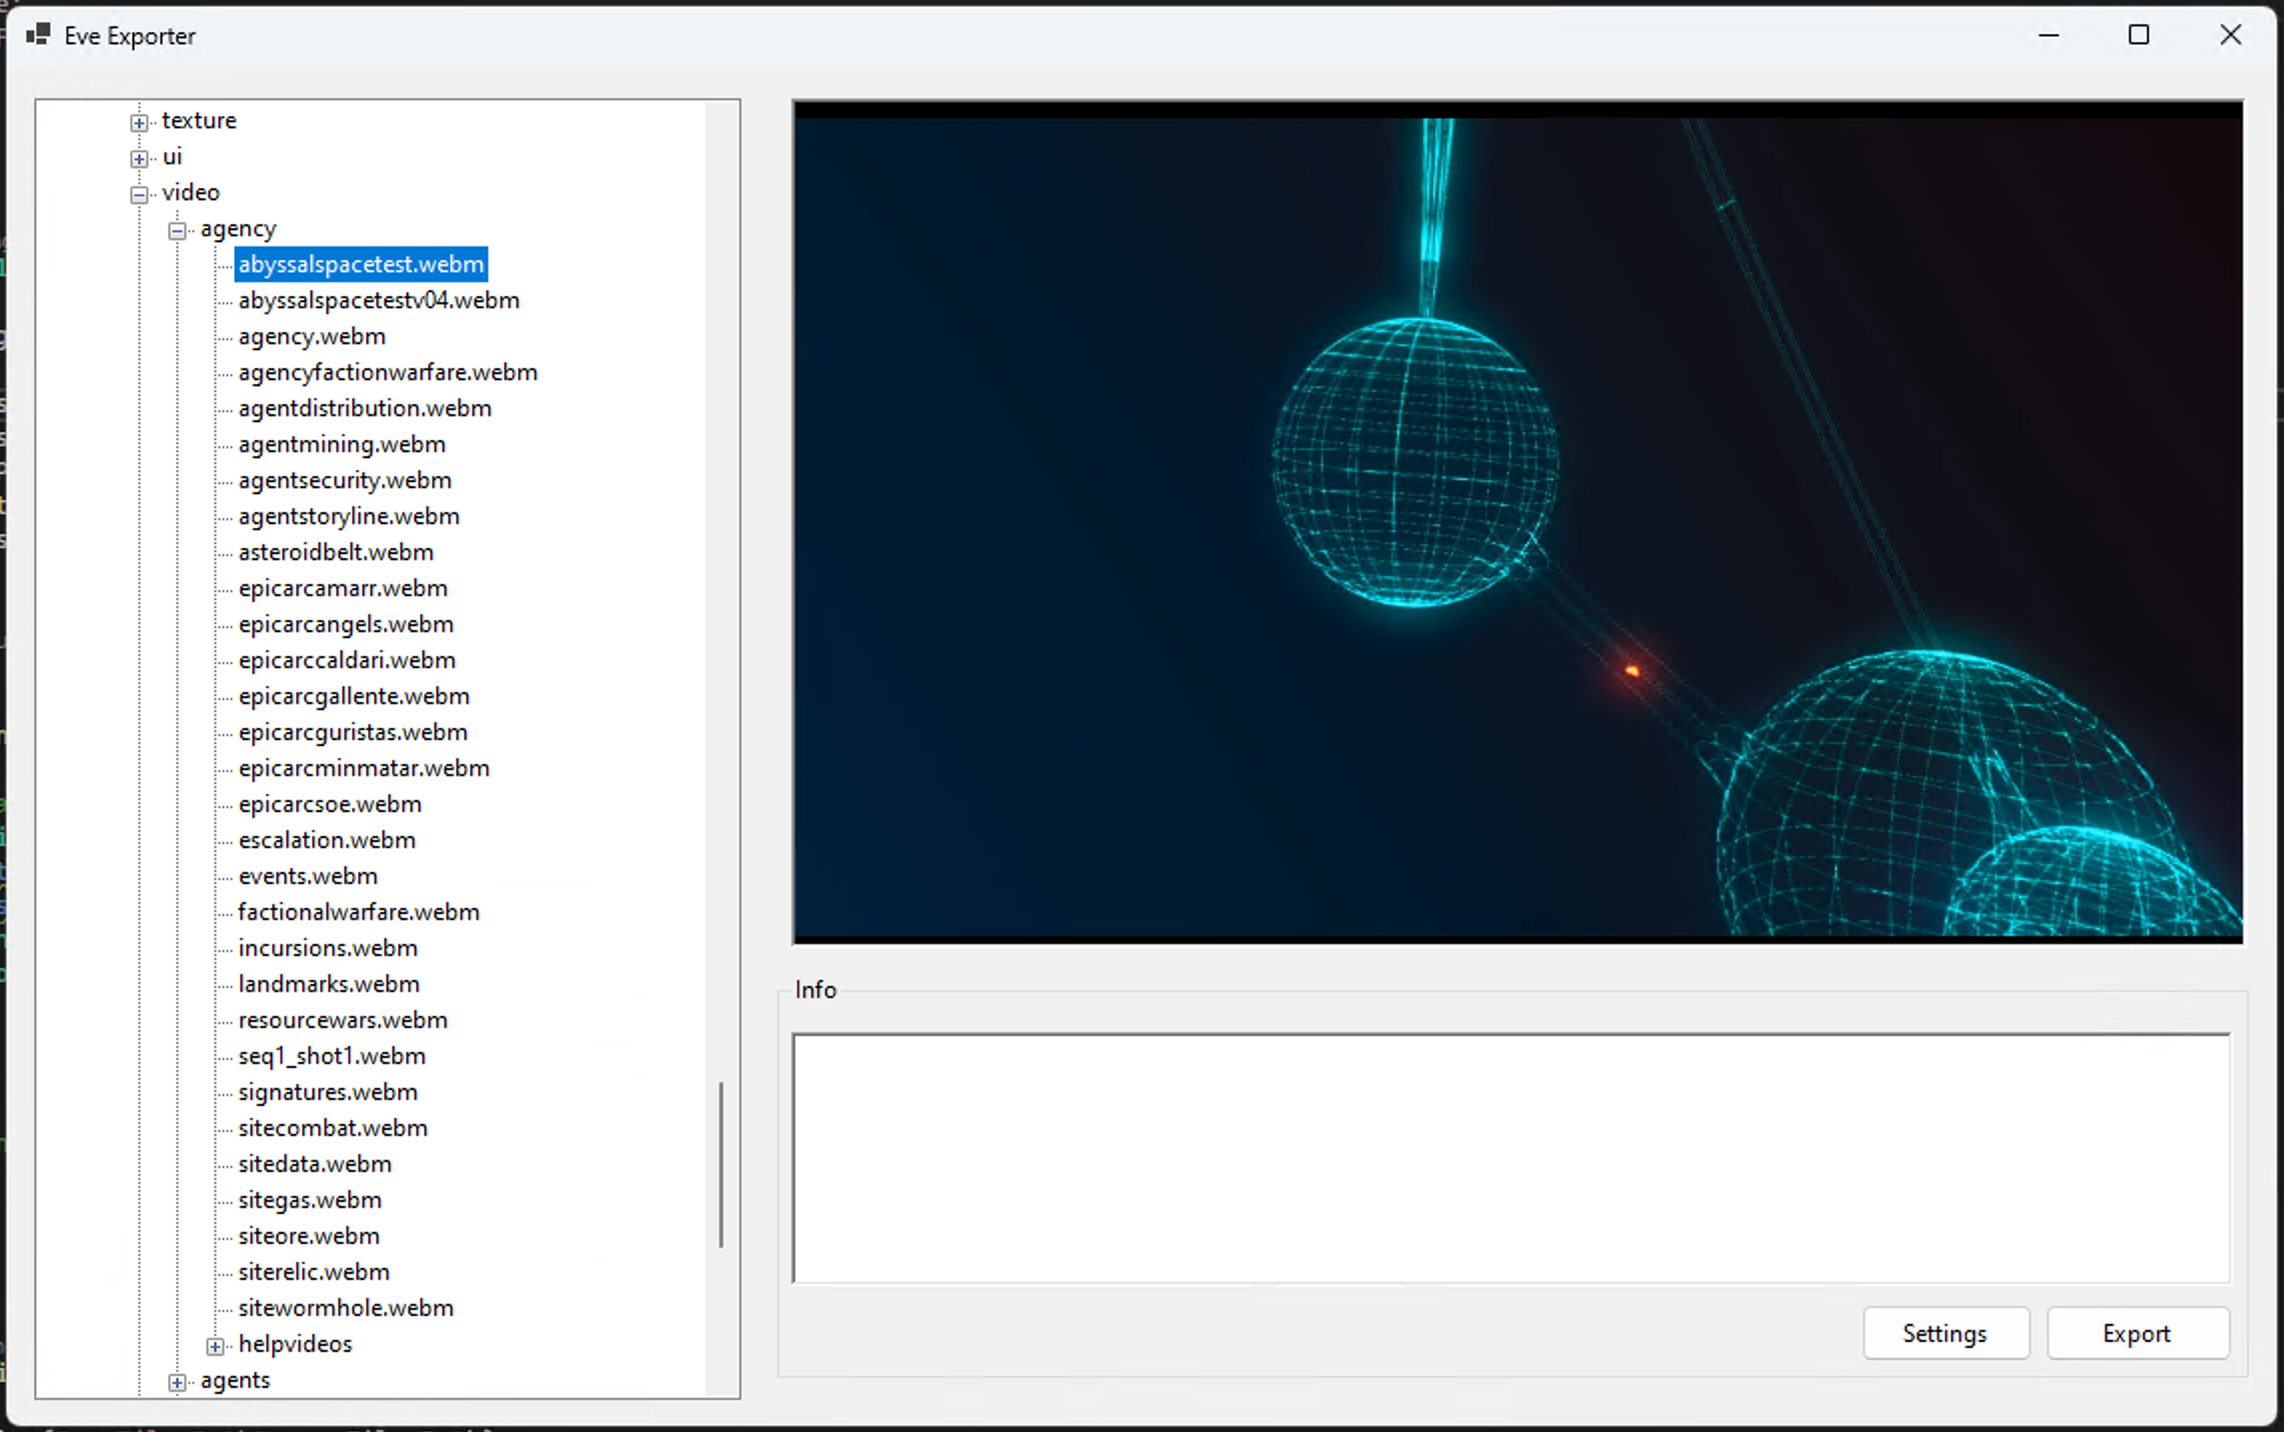 Eve Exporter
texture
ui
video
agency
abyssalspacetest.webm
abyssalspacetestv04.webm
agency.webm
agencyfactionwarfare.webm
agentdistribution.webm
agentmining.webm
agentsecurity.webm
agentstoryline.webm
asteroidbelt.webm
epicarcamarr.webm
epicarcangels.webm
epicarccaldari.webm
epicarcgallente.webm
epicarcguristas.webm
epicarcminmatar.webm
epicarcsoe.webm
escalation.webm
events.webm
factionalwarfare.webm
incursions.webm
landmarks.webm
resourcewars.webm
seq1_shot1.webm
signatures.webm
sitecombat.webm
sitedata.webm
sitegas.webm
siteore.webm
siterelic.webm
sitewormhole.webm
helpvideos
agents
Info
Settings
Export